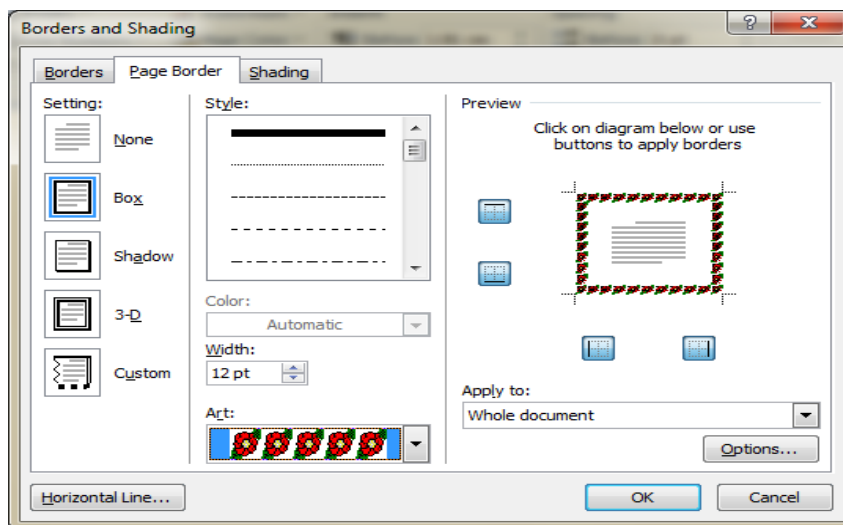 Borders and Shading
Borders
Page Border
Shading
Setting:
None
Box
Shadow
3-D
Custom
Style:
Color:
Automatic
Width:
12 pt
Art:
Preview
Click on diagram below or use
buttons to apply borders
Apply to:
Whole document
Options...
Horizontal Line...
OK
Cancel